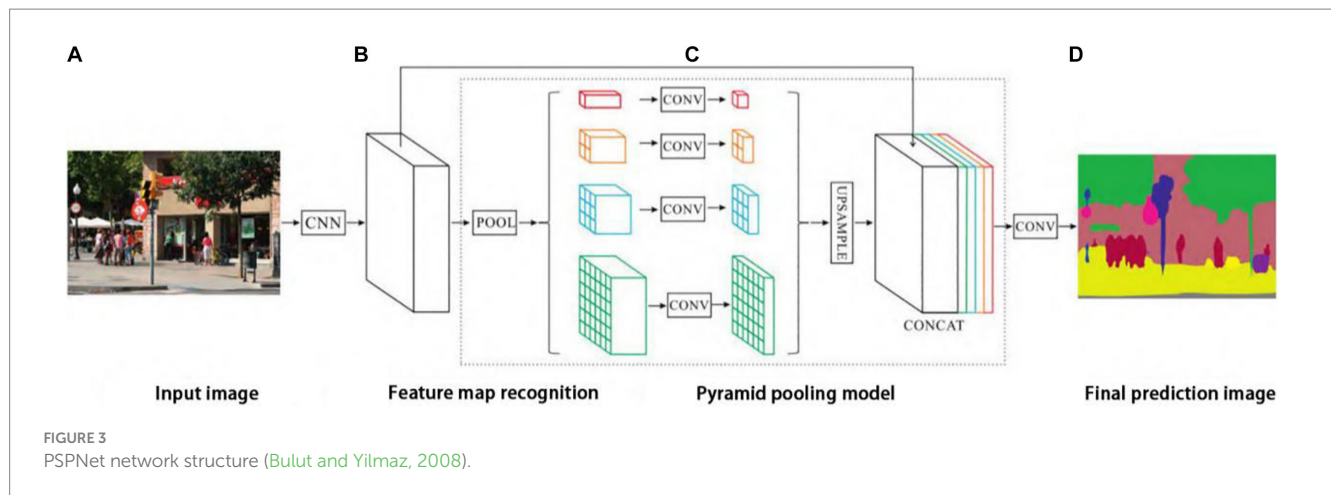 A
B
C
D
CNN
POOL
CONV
CONV
CONV
CONV
UPSAMPLE
CONCAT
CONV
Input image
Feature map recognition
Pyramid pooling model
Final prediction image
FIGURE 3
PSPNet network structure (Bulut and Yilmaz, 2008).